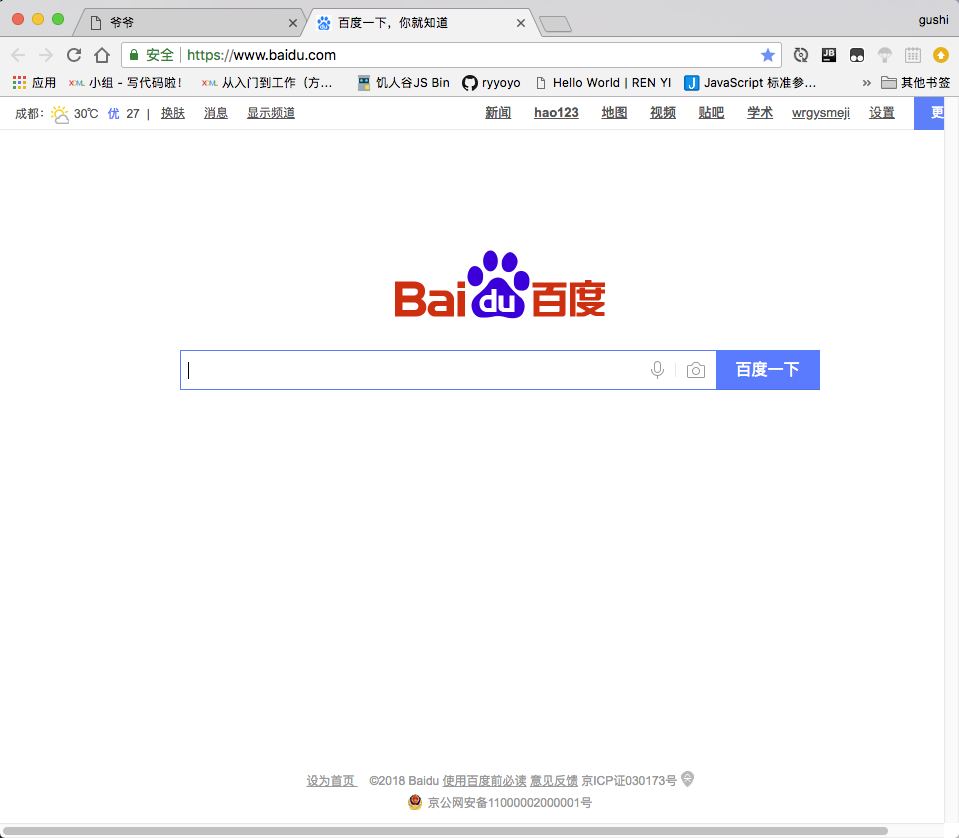 爷爷 百度一下，你就知道 gushi
安全 https://www.baidu.com JB
应用 XM. 小组 - 写代码啦! XM. 从入门到工作（方… 饥人谷JS Bin ryyoyo Hello World | REN YI J JavaScript 标准参… » 其他书签
成都： 30℃ 优 27 | 换肤 消息 显示频道 新闻 hao123 地图 视频 贴吧 学术 wrgysmeji 设置 更
Bai du 百度
百度一下
设为首页 ©2018 Baidu 使用百度前必读 意见反馈 京ICP证030173号
京公网安备11000002000001号